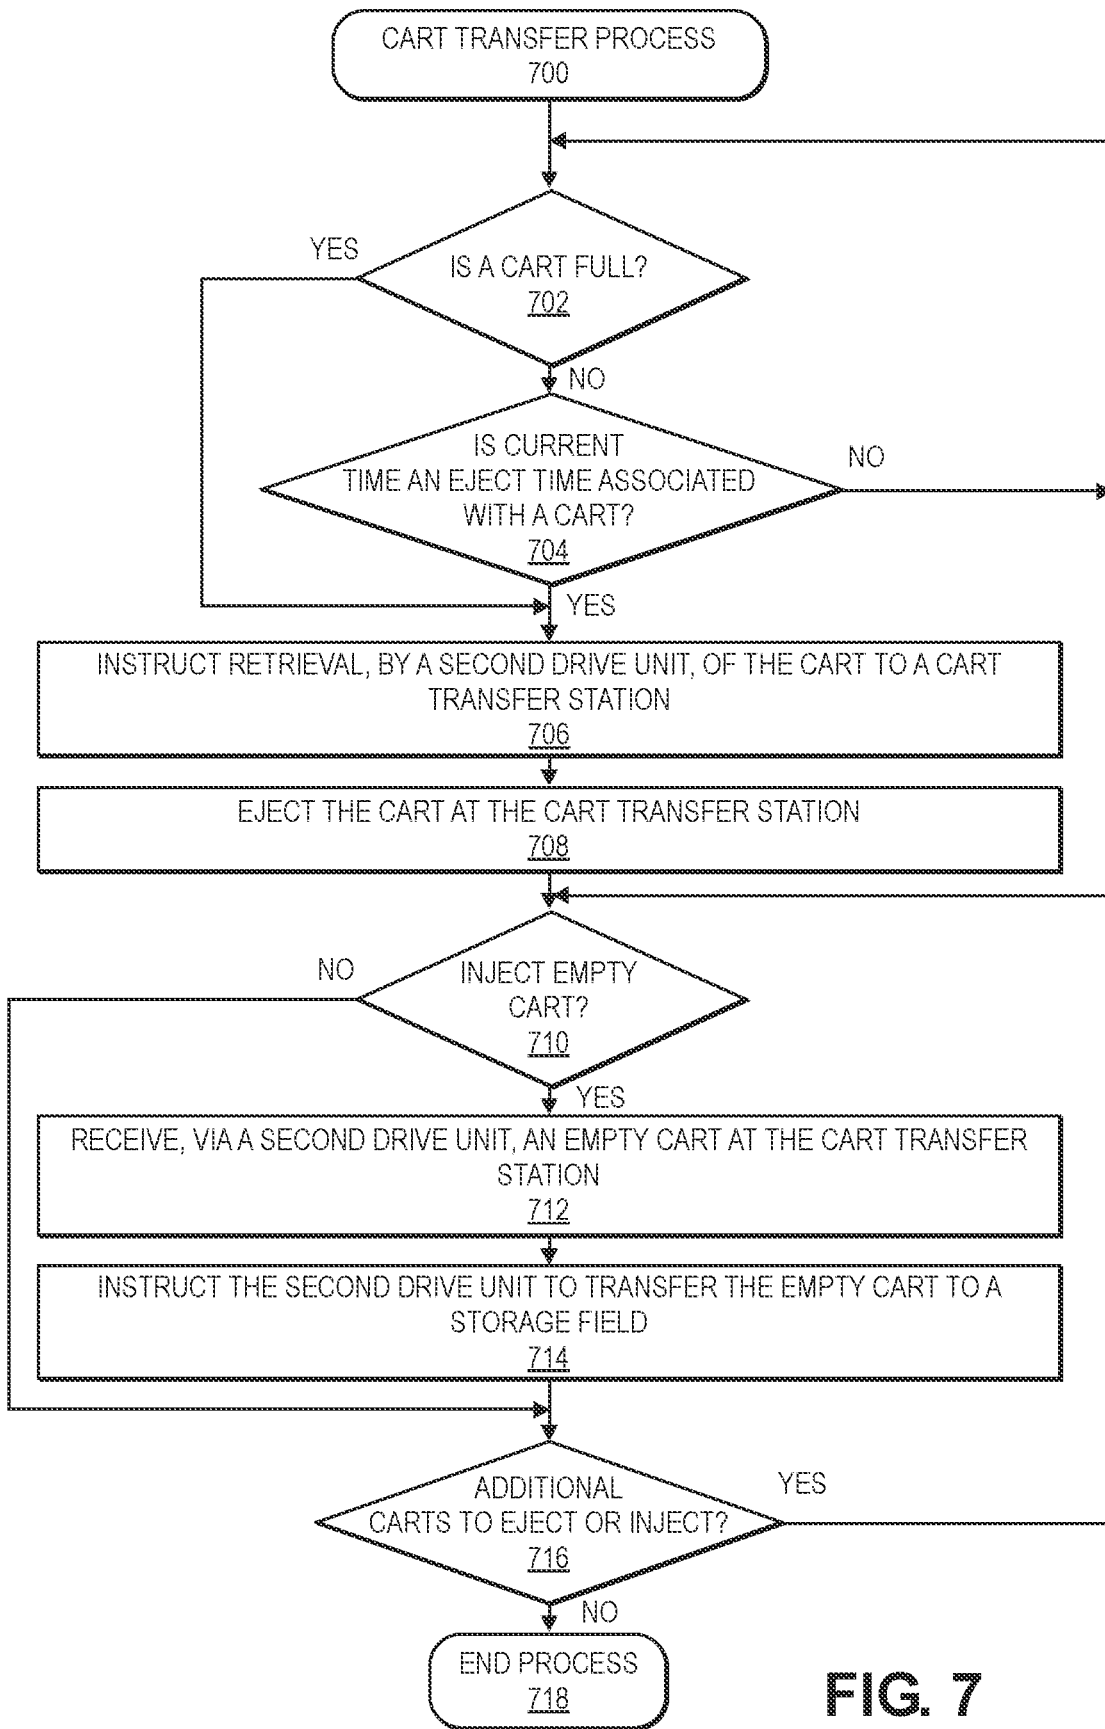 CART TRANSFER PROCESS
700
YES
IS A CART FULL?
702
NO
IS CURRENT
TIME AN EJECT TIME ASSOCIATED
WITH A CART?
704
NO
YES
INSTRUCT RETRIEVAL, BY A SECOND DRIVE UNIT, OF THE CART TO A CART
TRANSFER STATION
706
EJECT THE CART AT THE CART TRANSFER STATION
708
NO
INJECT EMPTY
CART?
710
YES
RECEIVE, VIA A SECOND DRIVE UNIT, AN EMPTY CART AT THE CART TRANSFER
STATION
712
INSTRUCT THE SECOND DRIVE UNIT TO TRANSFER THE EMPTY CART TO A
STORAGE FIELD
714
ADDITIONAL
CARTS TO EJECT OR INJECT?
716
YES
NO
END PROCESS
718
FIG. 7